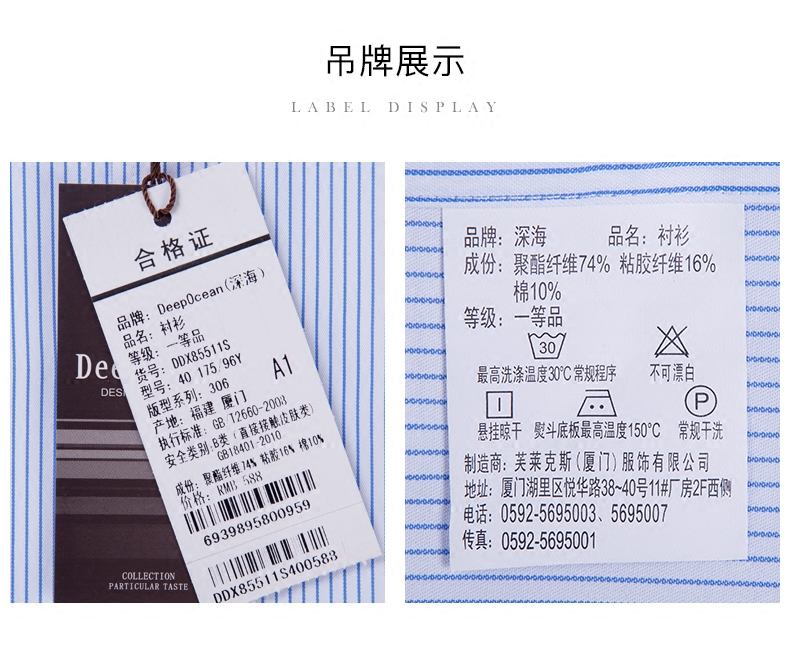 吊牌展示
LABEL DISPLAY
合格证
品牌: DeepOcean(深海)
品名: 衬衫
等级: 一等品
货号: DDX85511S
型号: 40 175/96Y
A1
版型系列: 306
产地: 福建 厦门
执行标准: GB/T2660-2008
安全类别:B类(直接接触皮肤类)
GB18401-2010
成份: 聚酯纤维74% 粘胶16% 棉10%
价格: RMB 588
6939895800959
DDX85511S400588
Dee
DES
COLLECTION
PARTICULAR TASTE
品牌: 深海 品名: 衬衫
成份: 聚酯纤维74% 粘胶纤维16%
棉10%
等级: 一等品
30
最高洗涤温度30℃常规程序 不可漂白
P
悬挂晾干 熨斗底板最高温度150℃ 常规干洗
制造商: 芙莱克斯(厦门)服饰有限公司
地址: 厦门湖里区悦华路38-40号11#厂房2F西侧
电话: 0592-5695003、5695007
传真: 0592-5695001